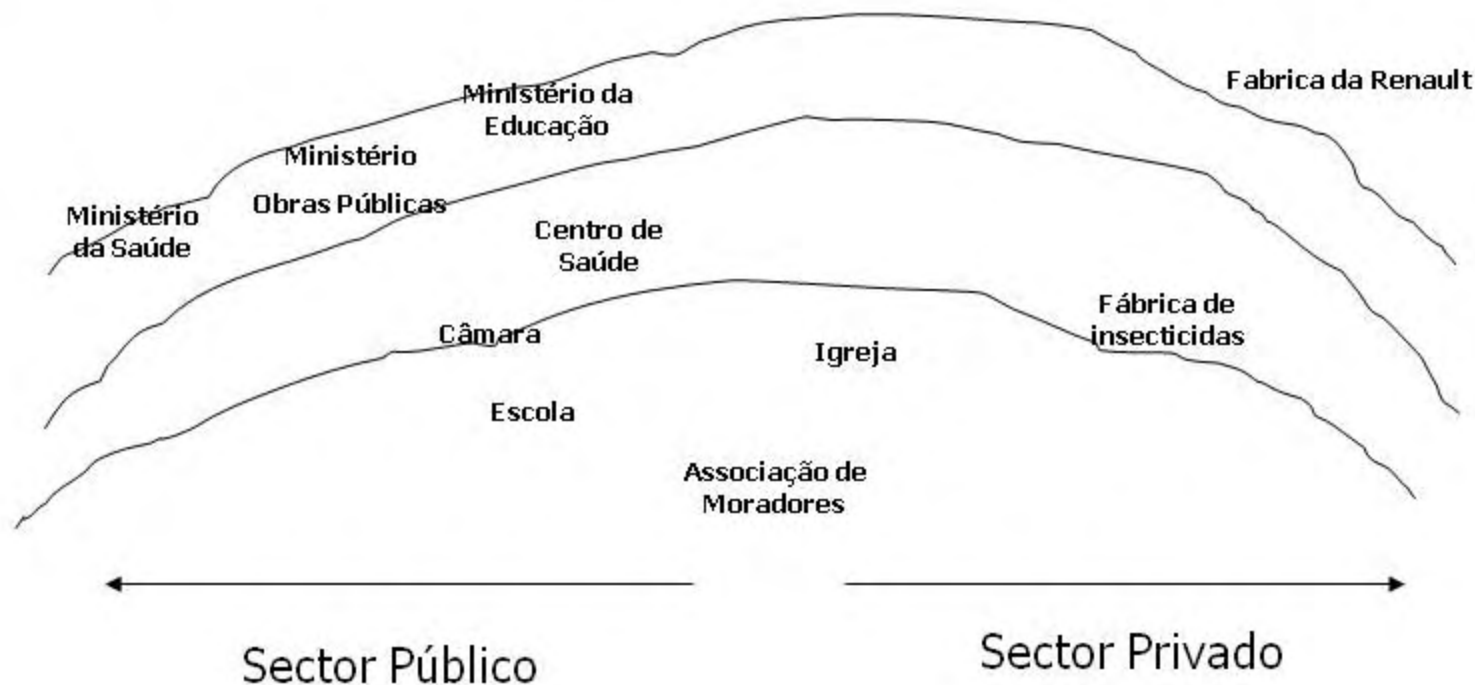 Fabrica da Renault
Ministério da
Educação
Ministério
Obras Públicas
Ministério
da Saúde
Centro de
Saúde
Fábrica de
insecticidas
Câmara
Igreja
Escola
Associação de
Moradores
Sector Público
Sector Privado